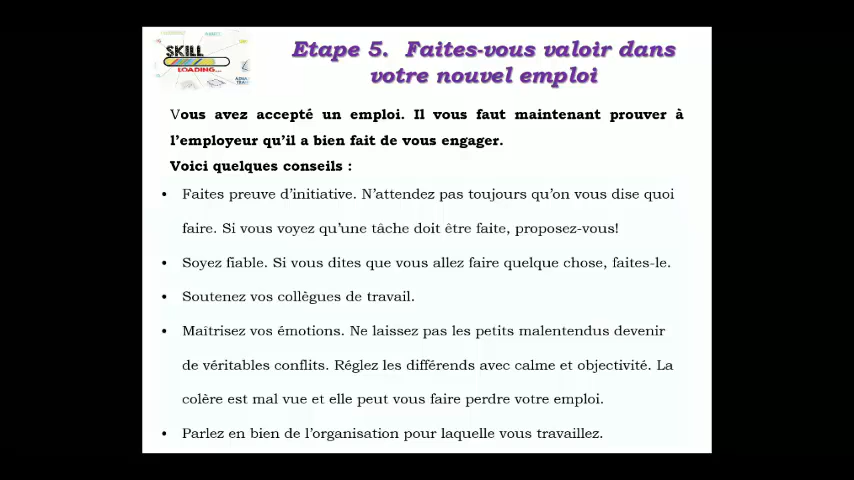 SKILL
LOADING...
Etape 5. Faites-vous valoir dans
votre nouvel emploi
Vous avez accepté un emploi. Il vous faut maintenant prouver à
l’employeur qu’il a bien fait de vous engager.
Voici quelques conseils :
• Faites preuve d’initiative. N’attendez pas toujours qu’on vous dise quoi
faire. Si vous voyez qu’une tâche doit être faite, proposez-vous!
• Soyez fiable. Si vous dites que vous allez faire quelque chose, faites-le.
• Soutenez vos collègues de travail.
• Maîtrisez vos émotions. Ne laissez pas les petits malentendus devenir
de véritables conflits. Réglez les différends avec calme et objectivité. La
colère est mal vue et elle peut vous faire perdre votre emploi.
• Parlez en bien de l’organisation pour laquelle vous travaillez.